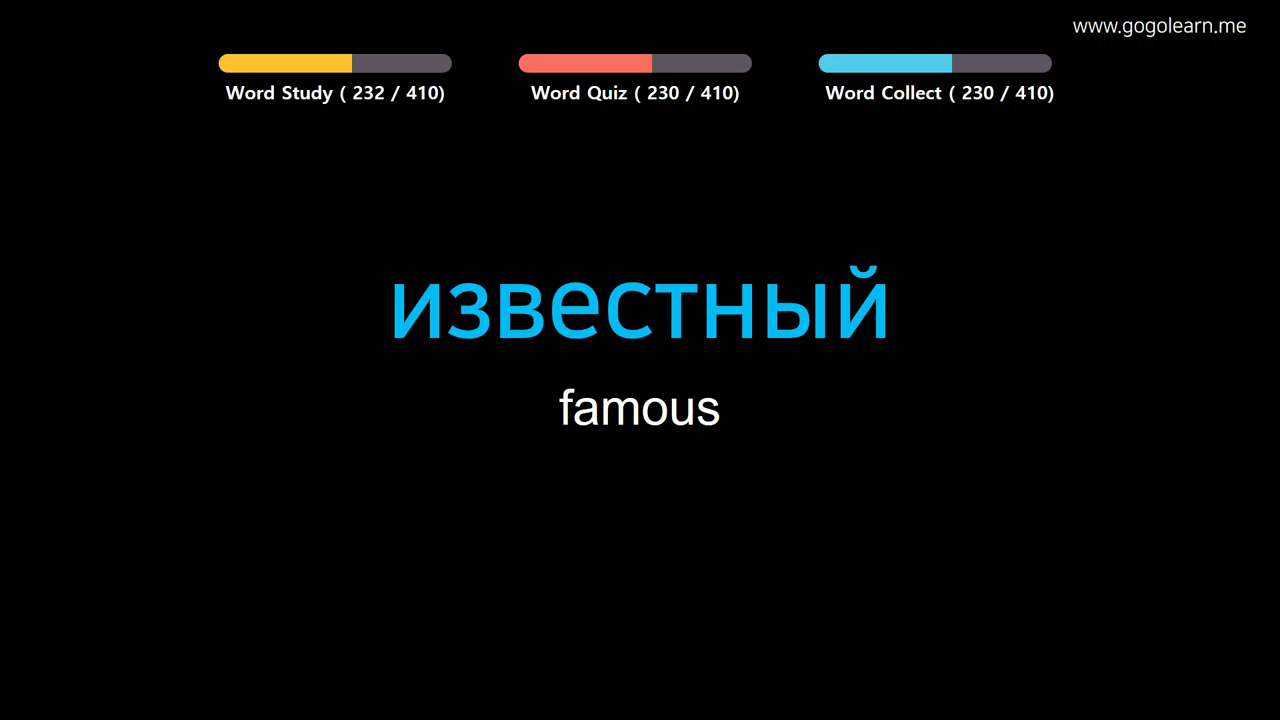 www.gogolearn.me
Word Study ( 232 / 410)
Word Quiz ( 230 / 410)
Word Collect ( 230 / 410)
известный
famous